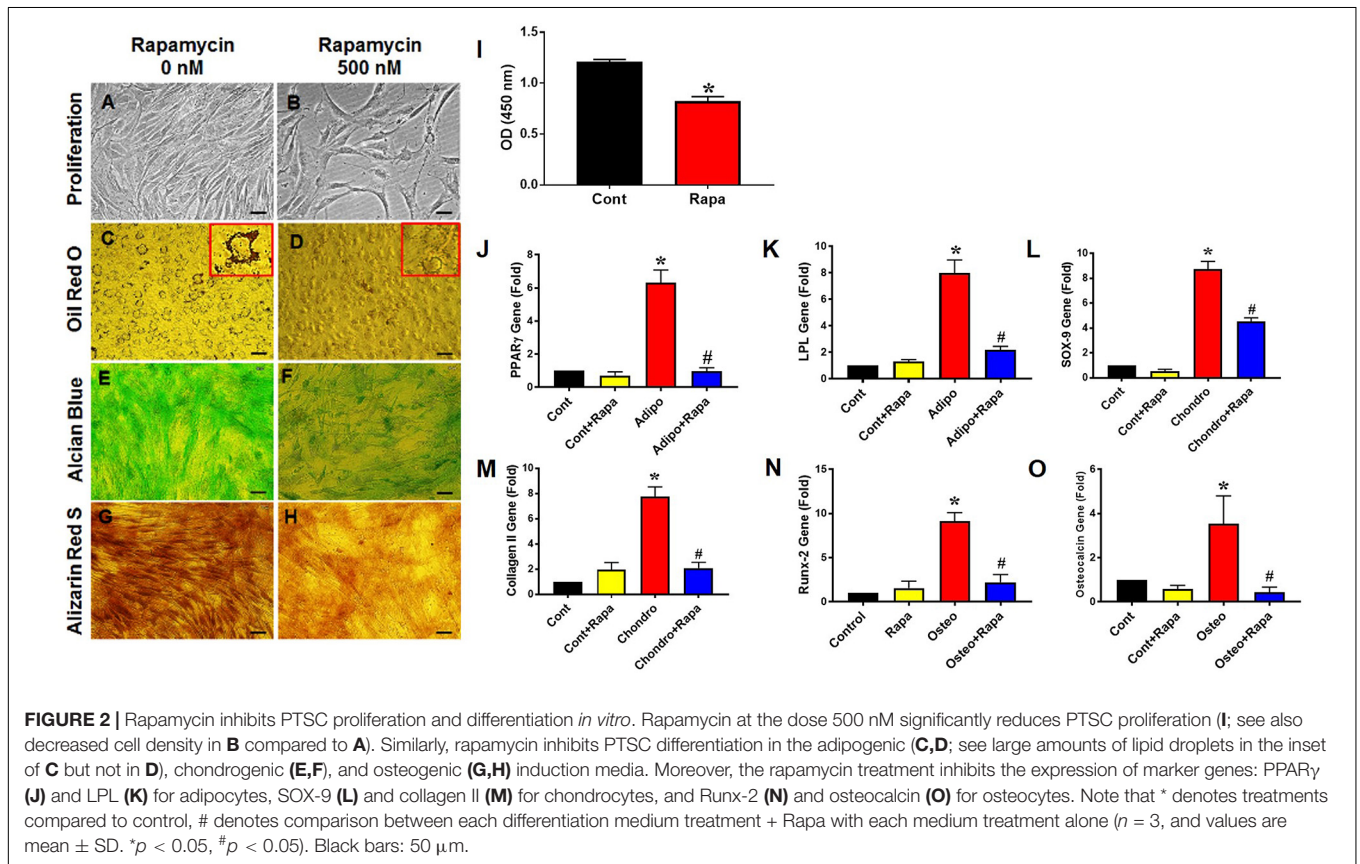 Rapamycin
0 nM
Rapamycin
500 nM
Proliferation
A
B
Oil Red O
C
D
Alcian Blue
E
F
Alizarin Red S
G
H
I
OD (450 nm)
1.5
1.0
0.5
0.0
*
Cont
Rapa
J
PPARγ Gene (Fold)
8
6
4
2
0
*
#
Cont
Cont+Rapa
Adipo
Adipo+Rapa
K
LPL Gene (Fold)
10
8
6
4
2
0
*
#
Cont
Cont+Rapa
Adipo
Adipo+Rapa
L
SOX-9 Gene (Fold)
10
8
6
4
2
0
*
#
Cont
Cont+Rapa
Chondro
Chondro+Rapa
M
Collagen II Gene (Fold)
10
8
6
4
2
0
*
#
Cont
Cont+Rapa
Chondro
Chondro+Rapa
N
Runx-2 Gene (Fold)
15
10
5
0
*
#
Control
Rapa
Osteo
Osteo+Rapa
O
Osteocalcin Gene (Fold)
6
4
2
0
*
#
Cont
Cont+Rapa
Osteo
Osteo+Rapa
FIGURE 2 | Rapamycin inhibits PTSC proliferation and differentiation in vitro. Rapamycin at the dose 500 nM significantly reduces PTSC proliferation (I; see also
decreased cell density in B compared to A). Similarly, rapamycin inhibits PTSC differentiation in the adipogenic (C,D; see large amounts of lipid droplets in the inset
of C but not in D), chondrogenic (E,F), and osteogenic (G,H) induction media. Moreover, the rapamycin treatment inhibits the expression of marker genes: PPARγ
(J) and LPL (K) for adipocytes, SOX-9 (L) and collagen II (M) for chondrocytes, and Runx-2 (N) and osteocalcin (O) for osteocytes. Note that * denotes treatments
compared to control, # denotes comparison between each differentiation medium treatment + Rapa with each medium treatment alone (n = 3, and values are
mean ± SD. *p < 0.05, #p < 0.05). Black bars: 50 μm.